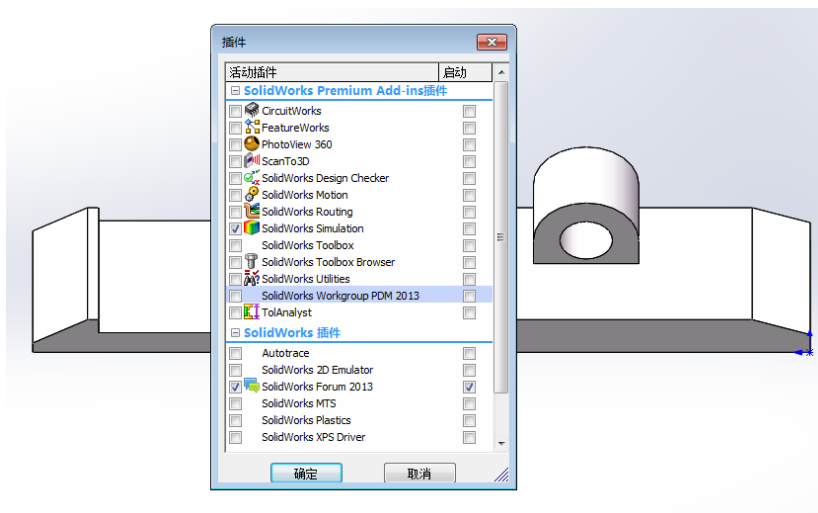 插件
活动插件 启动
SolidWorks Premium Add-ins插件
CircuitWorks
FeatureWorks
PhotoView 360
ScanTo3D
SolidWorks Design Checker
SolidWorks Motion
SolidWorks Routing
SolidWorks Simulation
SolidWorks Toolbox
SolidWorks Toolbox Browser
SolidWorks Utilities
SolidWorks Workgroup PDM 2013
TolAnalyst
SolidWorks 插件
Autotrace
SolidWorks 2D Emulator
SolidWorks Forum 2013
SolidWorks MTS
SolidWorks Plastics
SolidWorks XPS Driver
确定 取消